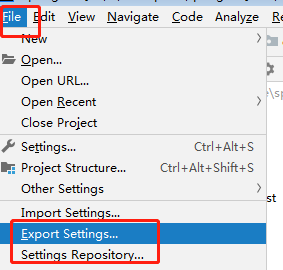 File Edit View Navigate Code Analyze
New
Open...
Open URL...
Open Recent
Close Project
Settings... Ctrl+Alt+S
Project Structure... Ctrl+Alt+Shift+S
Other Settings
Import Settings...
st
Export Settings...
Settings Repository...